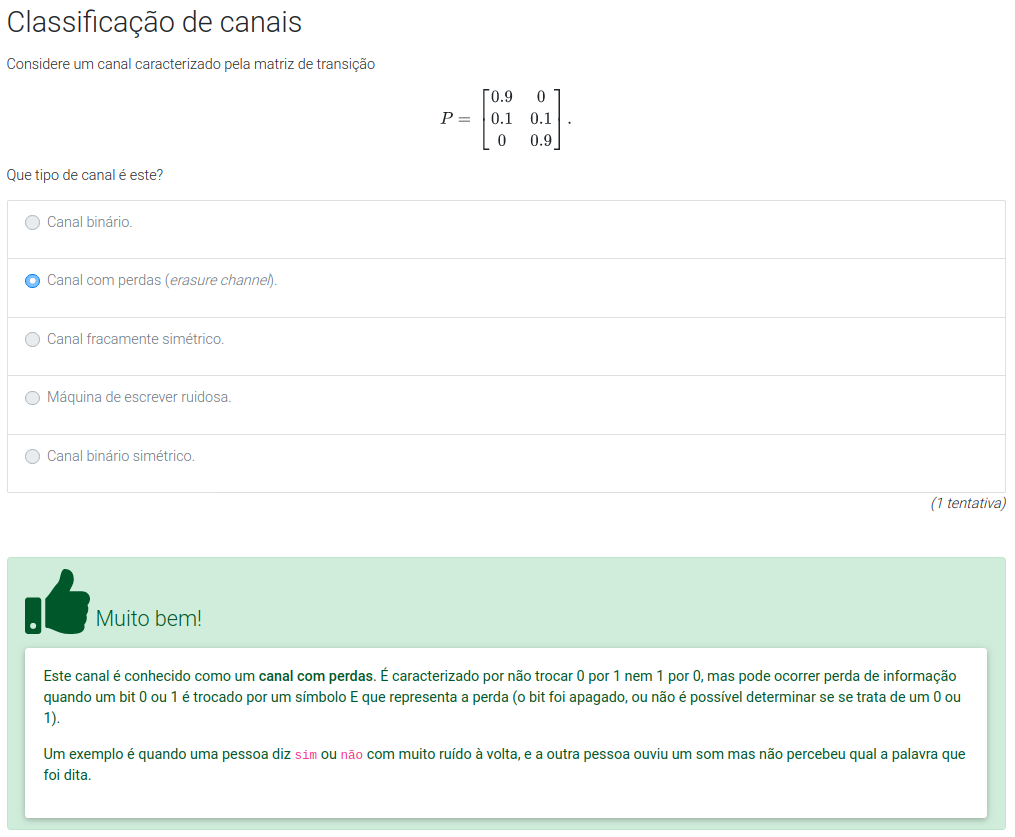 Classificação de canais
Considere um canal caracterizado pela matriz de transição
P = [0.9 0
0.1 0.1
0 0.9].
Que tipo de canal é este?
Canal binário.
Canal com perdas (erasure channel).
Canal fracamente simétrico.
Máquina de escrever ruidosa.
Canal binário simétrico.
(1 tentativa)
Muito bem!
Este canal é conhecido como um canal com perdas. É caracterizado por não trocar 0 por 1 nem 1 por 0, mas pode ocorrer perda de informação
quando um bit 0 ou 1 é trocado por um símbolo E que representa a perda (o bit foi apagado, ou não é possível determinar se se trata de um 0 ou
1).
Um exemplo é quando uma pessoa diz sim ou não com muito ruído à volta, e a outra pessoa ouviu um som mas não percebeu qual a palavra que
foi dita.